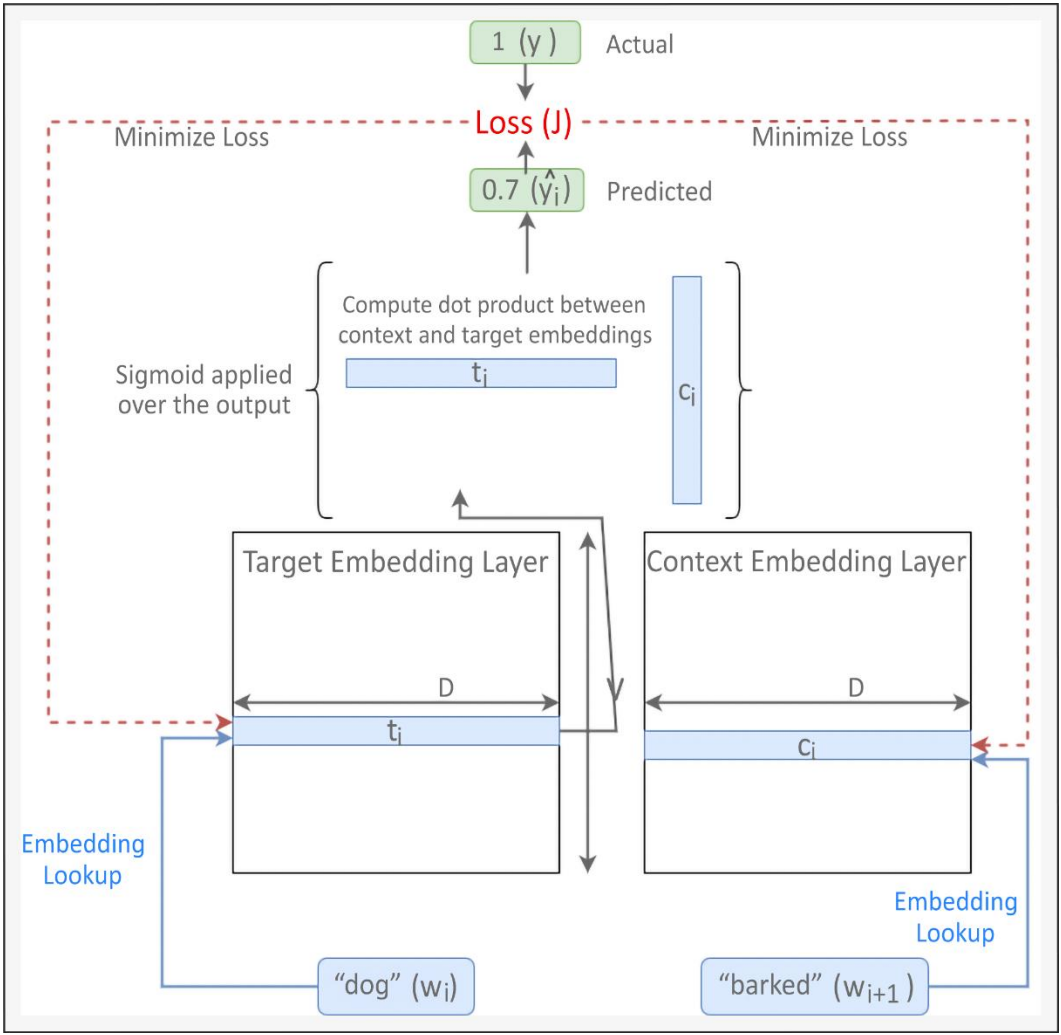 1 (y )
Actual
Loss (J)
Minimize Loss
Minimize Loss
0.7 (ŷi)
Predicted
Compute dot product between
context and target embeddings
ti
ci
Sigmoid applied
over the output
Target Embedding Layer
Context Embedding Layer
D
V
D
ti
ci
Embedding
Lookup
Embedding
Lookup
“dog” (wi)
“barked” (wi+1 )